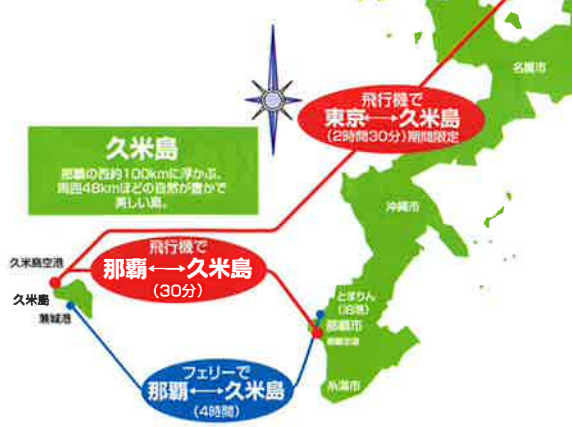 名護市
飛行機で
東京⟷久米島
(2時間30分)期間限定
久米島
那覇の西約100kmに浮かぶ、
周囲48kmほどの自然が豊かで
美しい島。
沖縄市
飛行機で
那覇⟷久米島
(30分)
久米島空港
久米島
兼城港
とまりん
(泊港)
那覇市
那覇空港
フェリーで
那覇⟷久米島
(4時間)
糸満市